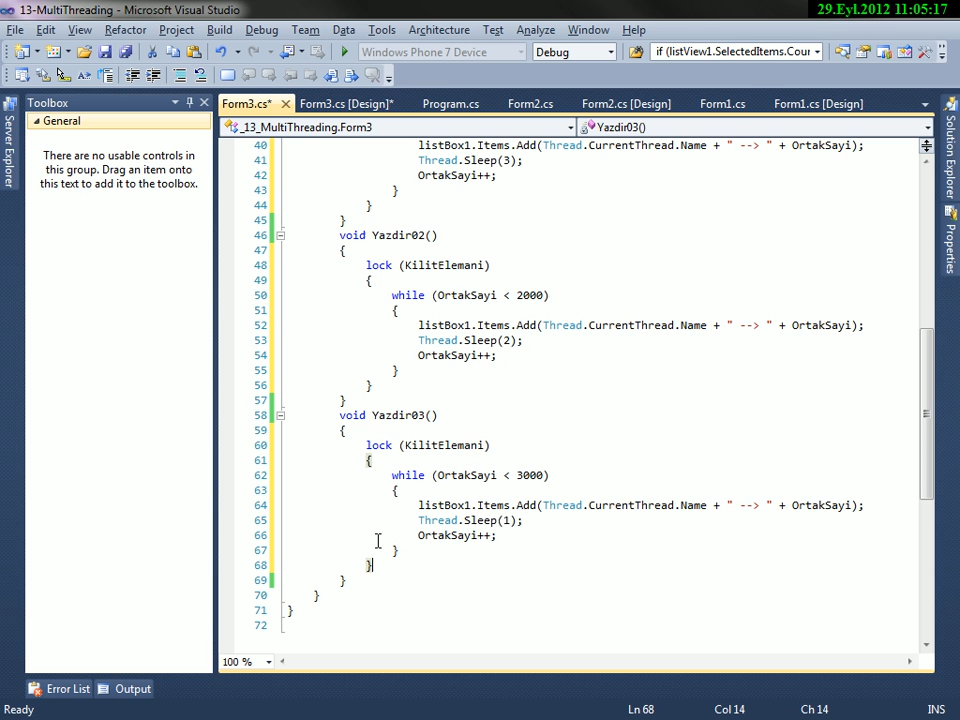 13-MultiThreading - Microsoft Visual Studio
29.Eyl.2012 11:05:17
File Edit View Refactor Project Build Debug Team Data Tools Architecture Test Analyze Window Help
Windows Phone 7 Device Debug if (listView1.SelectedItems.Cour
Toolbox
Form3.cs* Form3.cs [Design]* Program.cs Form2.cs Form2.cs [Design] Form1.cs Form1.cs [Design]
General
_13_MultiThreading.Form3 Yazdir03()
There are no usable controls in
this group. Drag an item onto
this text to add it to the toolbox.
Server Explorer
Solution Explorer
Properties
40 listBox1.Items.Add(Thread.CurrentThread.Name + " --> " + OrtakSayi);
41 Thread.Sleep(3);
42 OrtakSayi++;
43 }
44 }
45 }
46 void Yazdir02()
47 {
48 lock (KilitElemani)
49 {
50 while (OrtakSayi < 2000)
51 {
52 listBox1.Items.Add(Thread.CurrentThread.Name + " --> " + OrtakSayi);
53 Thread.Sleep(2);
54 OrtakSayi++;
55 }
56 }
57 }
58 void Yazdir03()
59 {
60 lock (KilitElemani)
61 {
62 while (OrtakSayi < 3000)
63 {
64 listBox1.Items.Add(Thread.CurrentThread.Name + " --> " + OrtakSayi);
65 Thread.Sleep(1);
66 OrtakSayi++;
67 }
68 }
69 }
70 }
71 }
72
100 %
Error List Output
Ready Ln 68 Col 14 Ch 14 INS